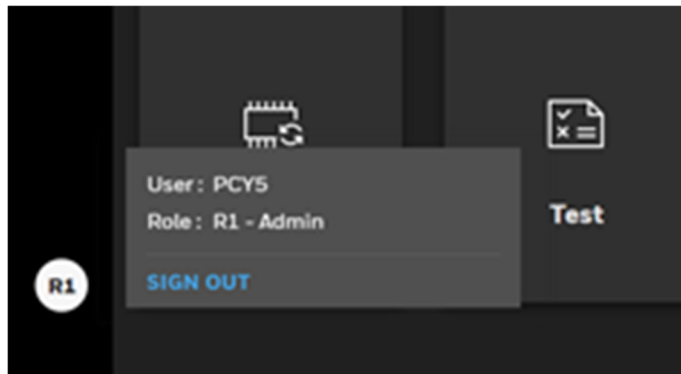 User: PCY5
Role: R1 - Admin
Test
R1
SIGN OUT